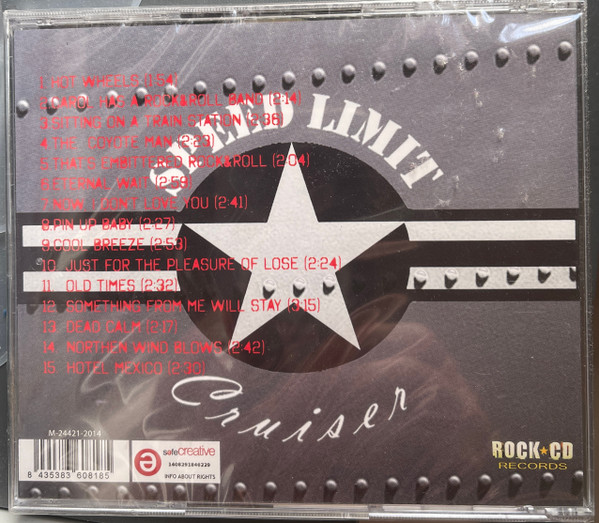 SPEED LIMIT
1. HOT WHEELS (1:54)
2. CAROL HAD A ROCK&ROLL BAND (2:14)
3. SITTING ON A TRAIN STATION (2:36)
4. THE COYOTE MAN (2:23)
5. THAT'S EMBITTERED ROCK&ROLL (2:04)
6. ETERNAL WAIT (2:59)
7. NOW I DON'T LOVE YOU (2:41)
8. PIN UP BABY (2:27)
9. COOL BREEZE (2:53)
10. JUST FOR THE PLEASURE OF LOSE (2:24)
11. OLD TIMES (2:32)
12. SOMETHING FROM ME WILL STAY (3:15)
13. DEAD CALM (2:17)
14. NORTHEN WIND BLOWS (2:42)
15. HOTEL MEXICO
Cruiser
M-24421-2014
8 435383 608185
safeCreative
1408391840220
INFO ABOUT RIGHTS
ROCK★CD
RECORDS